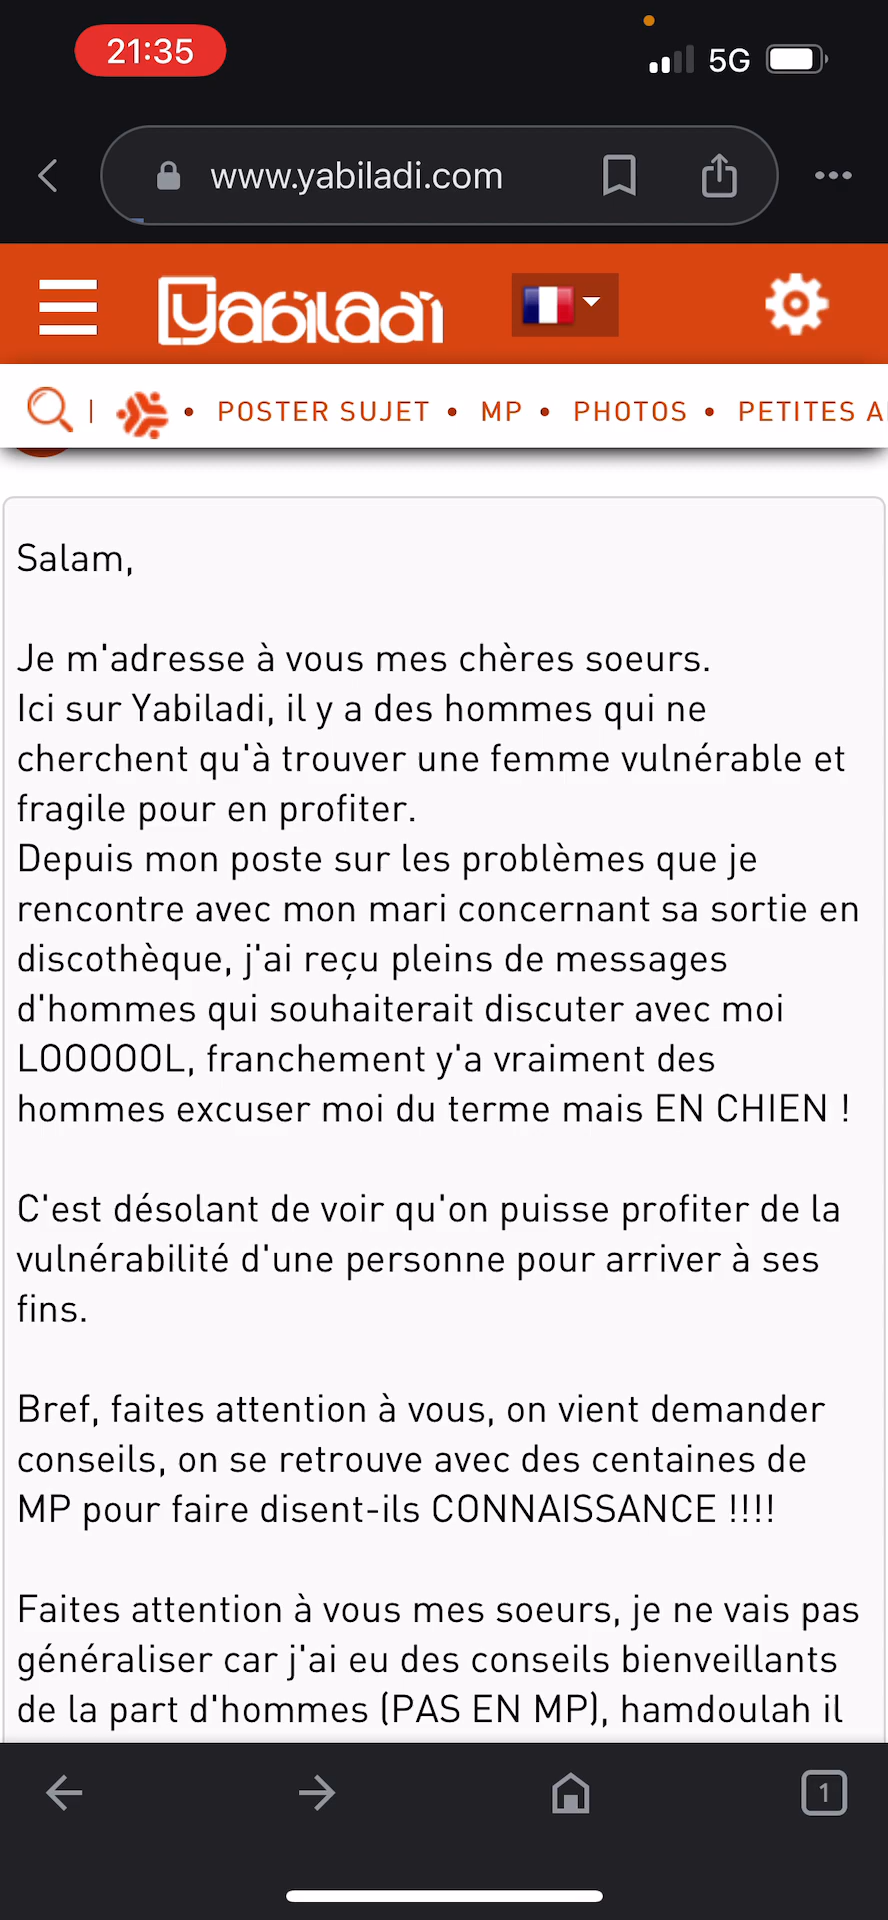 21:35
5G
www.yabiladi.com
Yabiladi
| • POSTER SUJET • MP • PHOTOS • PETITES A
Salam,
Je m'adresse à vous mes chères soeurs.
Ici sur Yabiladi, il y a des hommes qui ne
cherchent qu'à trouver une femme vulnérable et
fragile pour en profiter.
Depuis mon poste sur les problèmes que je
rencontre avec mon mari concernant sa sortie en
discothèque, j'ai reçu pleins de messages
d'hommes qui souhaiterait discuter avec moi
LOOOOOL, franchement y'a vraiment des
hommes excuser moi du terme mais EN CHIEN !
C'est désolant de voir qu'on puisse profiter de la
vulnérabilité d'une personne pour arriver à ses
fins.
Bref, faites attention à vous, on vient demander
conseils, on se retrouve avec des centaines de
MP pour faire disent-ils CONNAISSANCE !!!!
Faites attention à vous mes soeurs, je ne vais pas
généraliser car j'ai eu des conseils bienveillants
de la part d'hommes (PAS EN MP), hamdoulah il
1